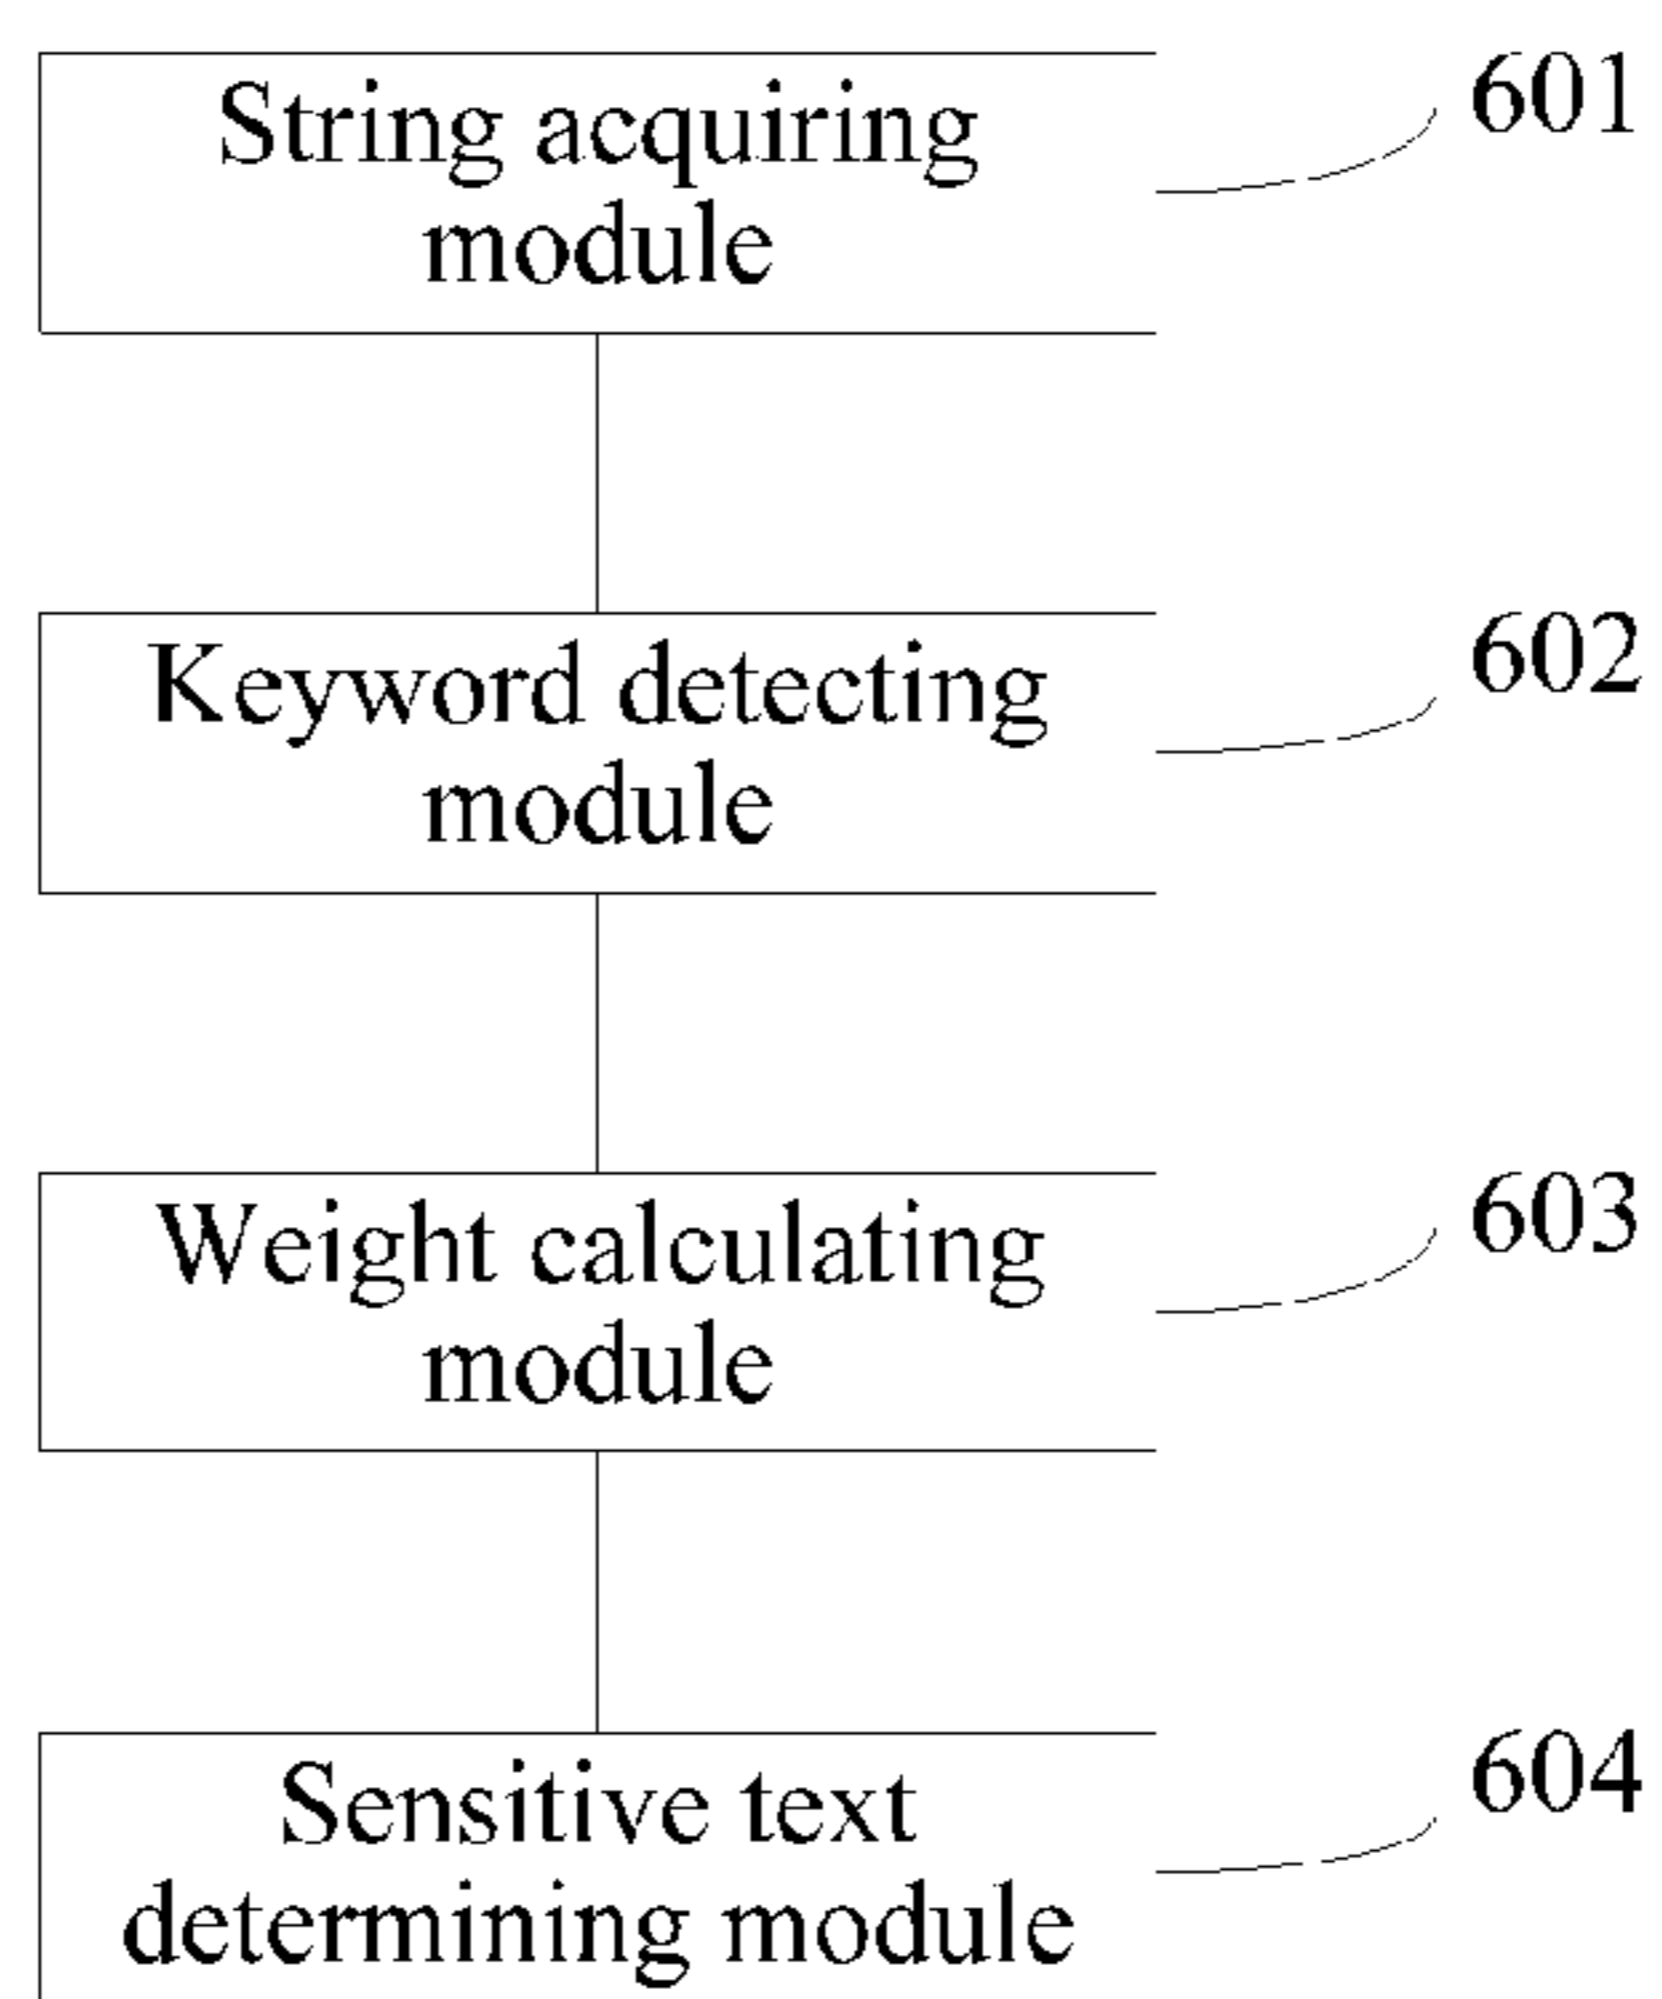 String acquiring
module
601
Keyword detecting
module
602
Weight calculating
module
603
Sensitive text
determining module
604